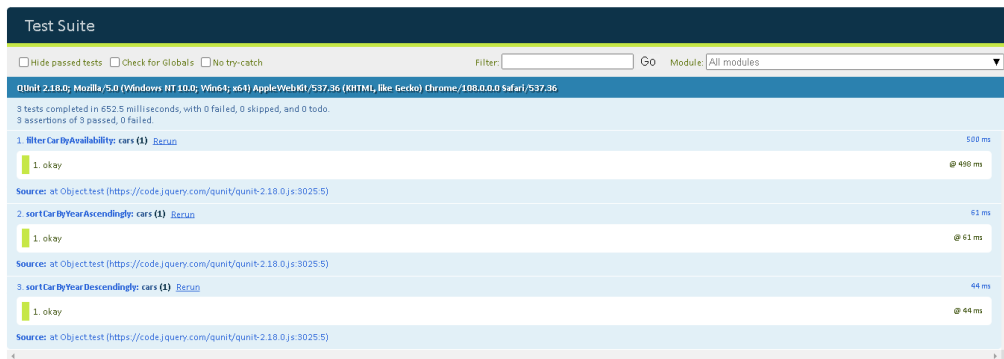 Test Suite
Hide passed tests Check for Globals No try-catch Filter: Go Module: All modules
QUnit 2.18.0; Mozilla/5.0 (Windows NT 10.0; Win64; x64) AppleWebKit/537.36 (KHTML, like Gecko) Chrome/108.0.0.0 Safari/537.36
3 tests completed in 652.5 milliseconds, with 0 failed, 0 skipped, and 0 todo.
3 assertions of 3 passed, 0 failed.
1. filterCarByAvailability: cars (1) Rerun 500 ms
1. okay @ 498 ms
Source: at Object.test (https://code.jquery.com/qunit/qunit-2.18.0.js:3025:5)
2. sortCarByYearAscendingly: cars (1) Rerun 61 ms
1. okay @ 61 ms
Source: at Object.test (https://code.jquery.com/qunit/qunit-2.18.0.js:3025:5)
3. sortCarByYearDescendingly: cars (1) Rerun 44 ms
1. okay @ 44 ms
Source: at Object.test (https://code.jquery.com/qunit/qunit-2.18.0.js:3025:5)